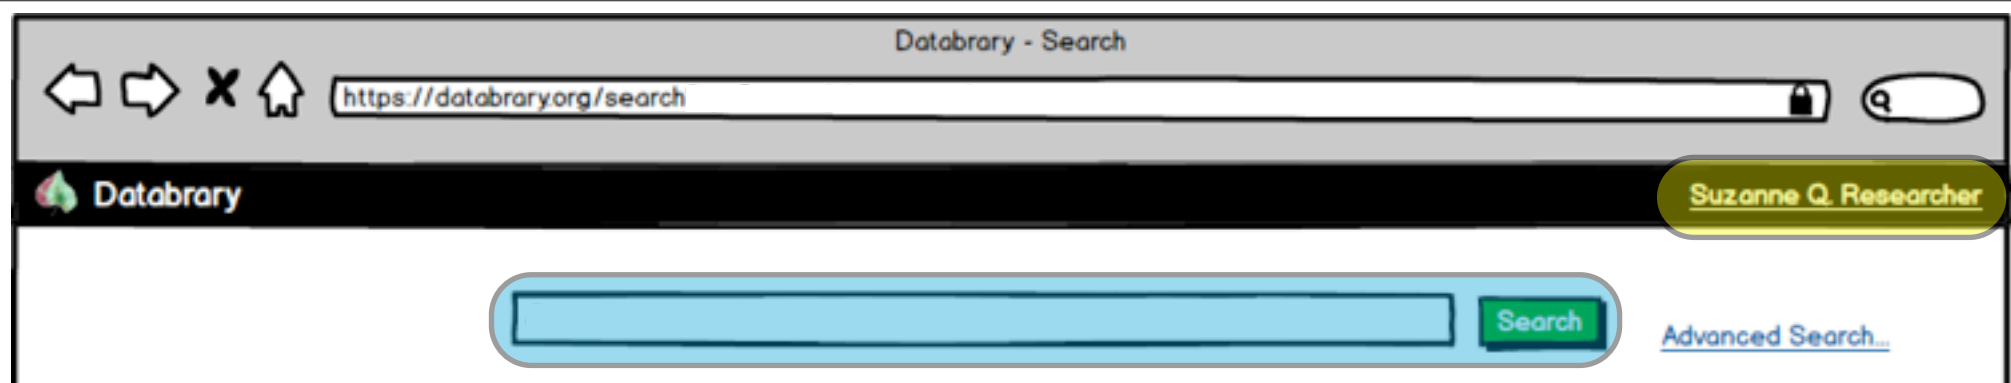 Databrary - Search
https://databrary.org/search
Databrary
Suzanne Q. Researcher
Search
Advanced Search...